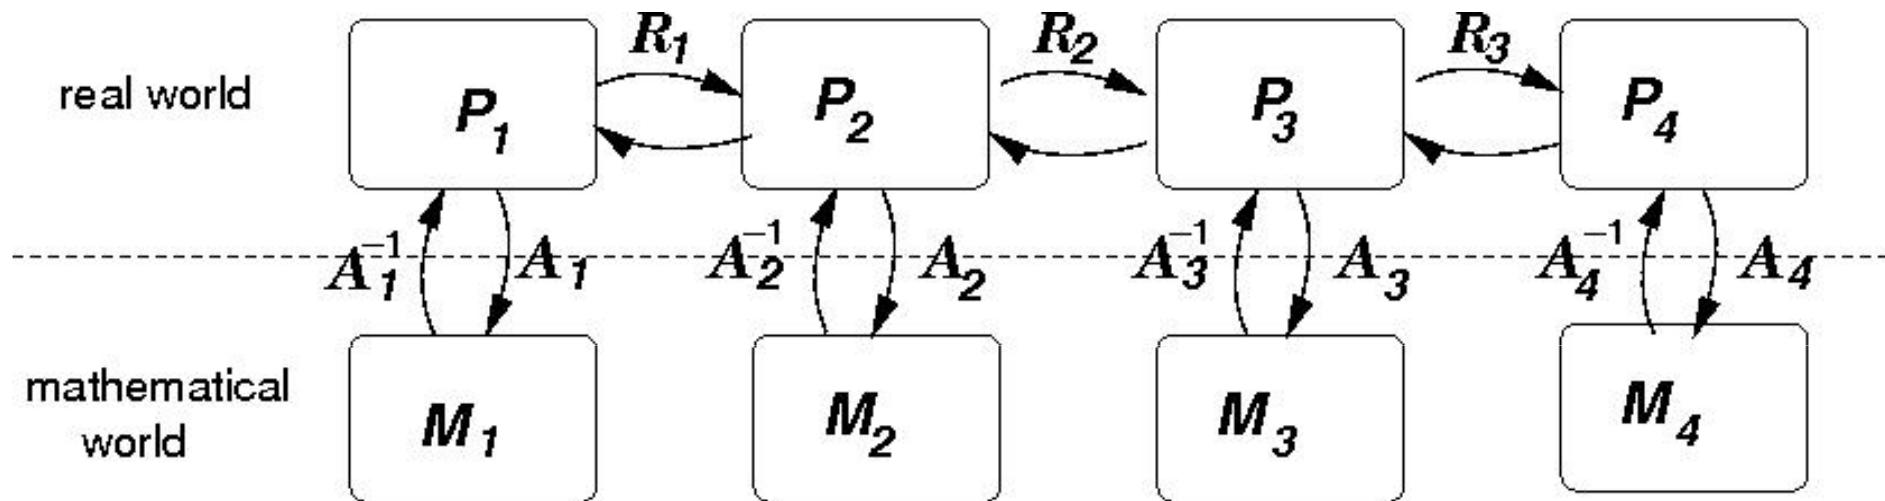 R₁ R₂ R₃
real world P₁ P₂ P₃ P₄
A₁⁻¹ A₁ A₂⁻¹ A₂ A₃⁻¹ A₃ A₄⁻¹ A₄
mathematical
world
M₁ M₂ M₃ M₄